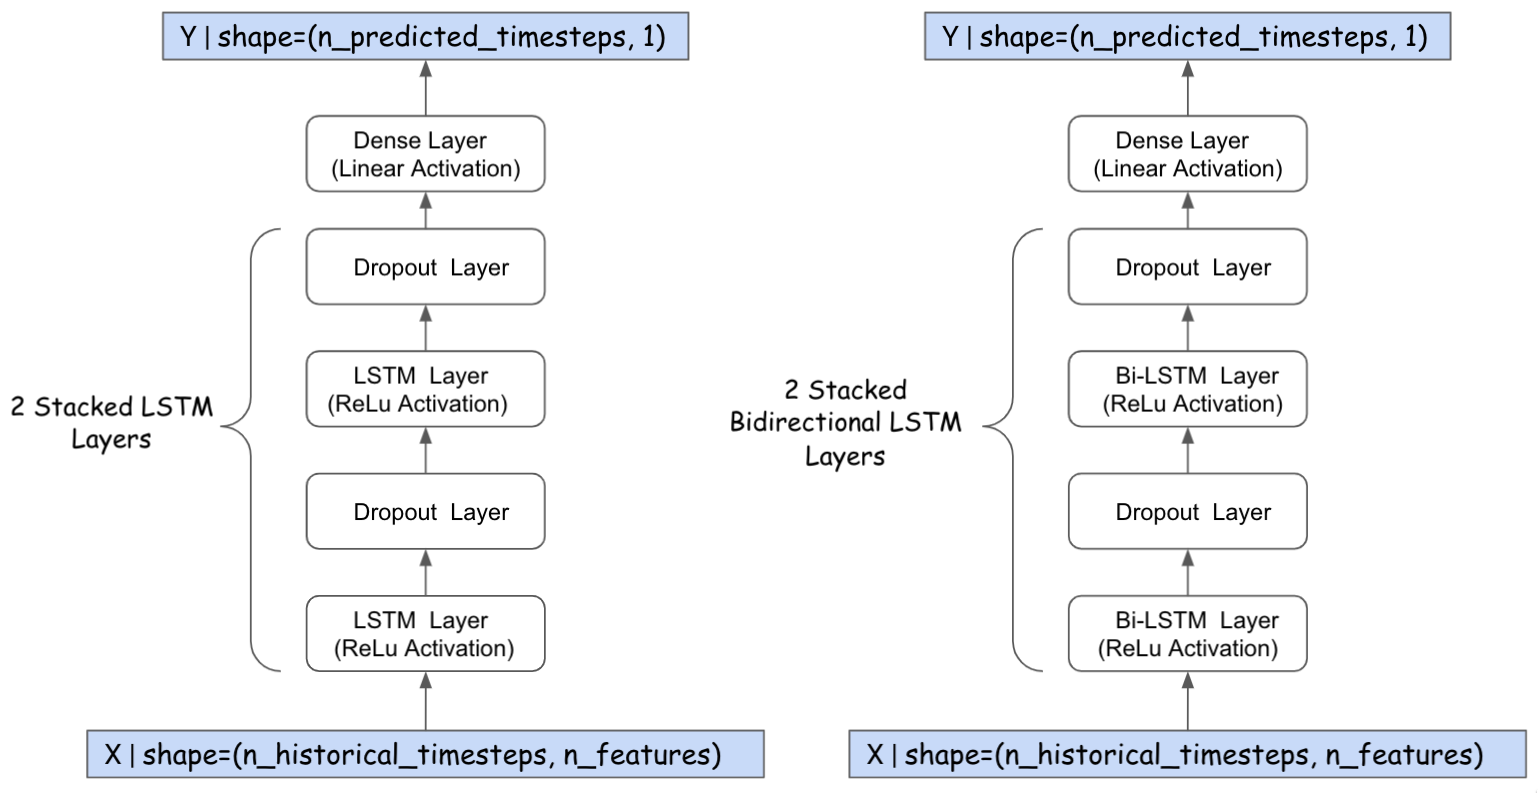 Y | shape=(n_predicted_timesteps, 1)
Dense Layer
(Linear Activation)
Dropout Layer
LSTM Layer
(ReLu Activation)
2 Stacked LSTM
Layers
Dropout Layer
LSTM Layer
(ReLu Activation)
X | shape=(n_historical_timesteps, n_features)
Y | shape=(n_predicted_timesteps, 1)
Dense Layer
(Linear Activation)
Dropout Layer
Bi-LSTM Layer
(ReLu Activation)
2 Stacked
Bidirectional LSTM
Layers
Dropout Layer
Bi-LSTM Layer
(ReLu Activation)
X | shape=(n_historical_timesteps, n_features)